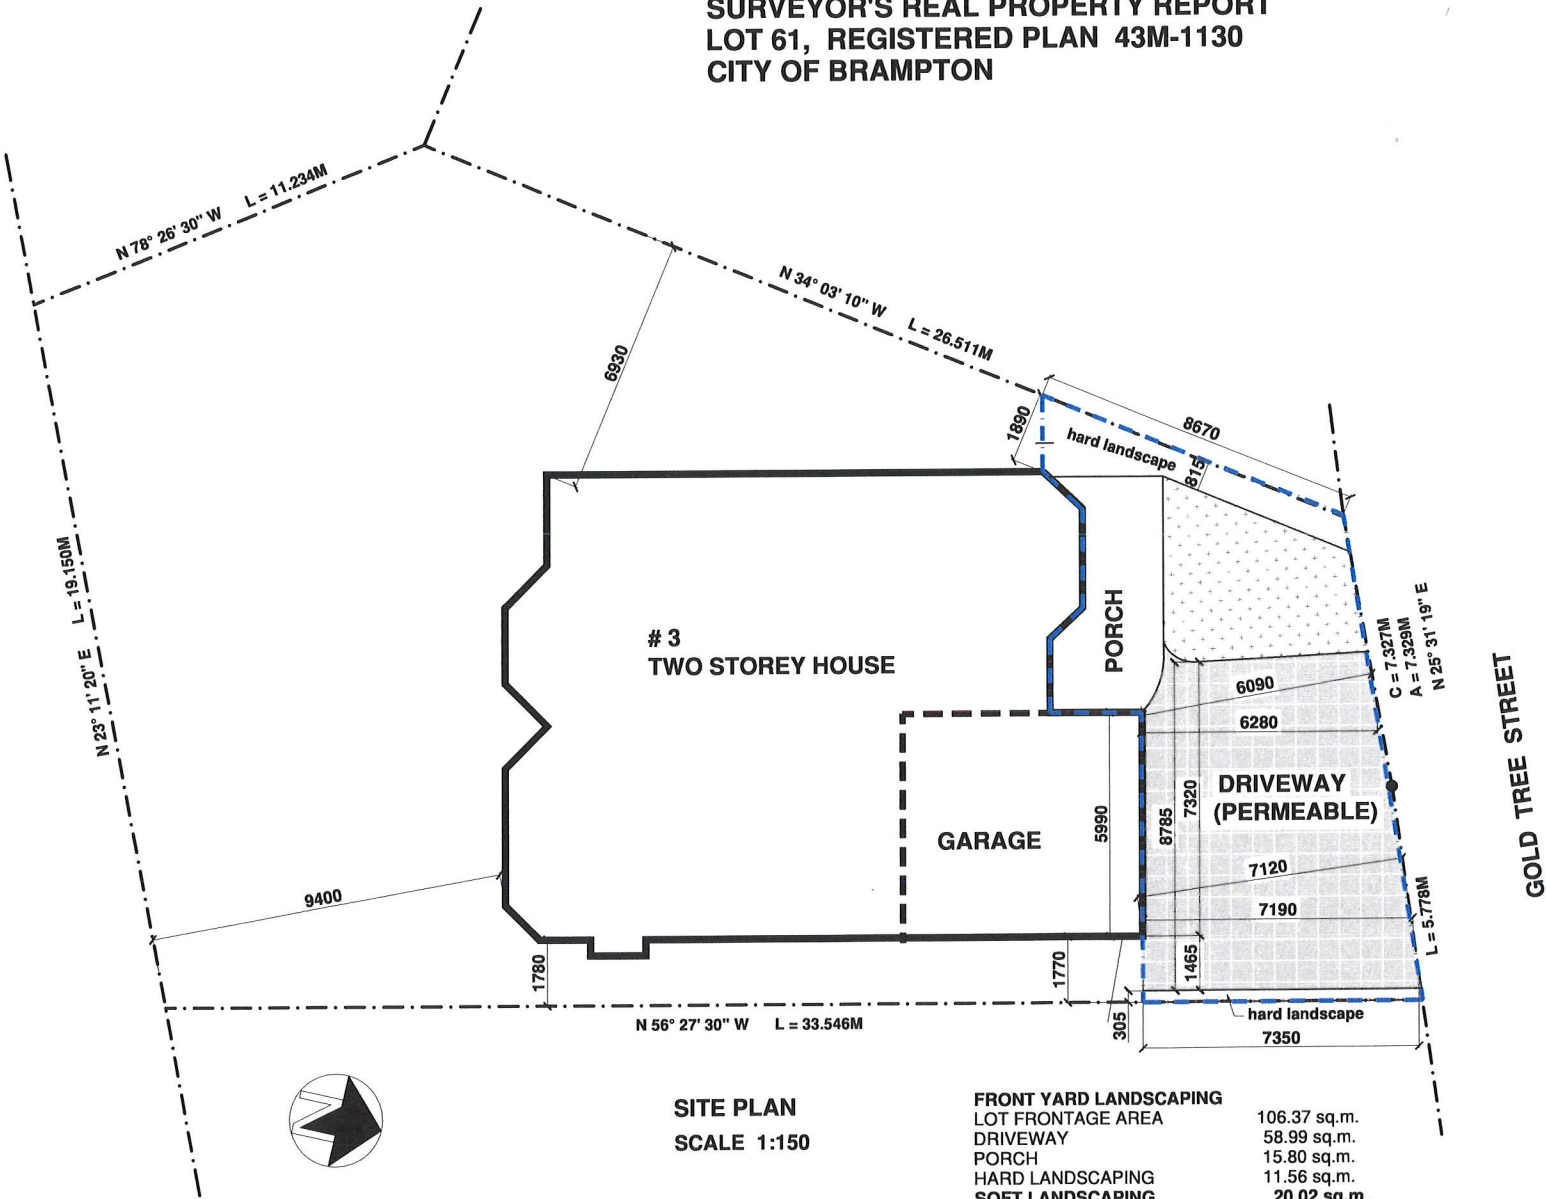 SURVEYOR'S REAL PROPERTY REPORT
LOT 61, REGISTERED PLAN 43M-1130
CITY OF BRAMPTON
N 78° 26' 30" W L = 11.234M
N 34° 03' 10" W L = 26.511M
6930
1890
8670
hard landscape
815
N 23° 11' 20" E L = 19.150M
# 3
TWO STOREY HOUSE
PORCH
C = 7.327M
A = 7.329M
N 25° 31' 19" E
GOLD TREE STREET
6090
6280
DRIVEWAY
(PERMEABLE)
7320
8785
5990
GARAGE
7120
7190
L = 5.778M
9400
1780
1770
1465
305
hard landscape
7350
N 56° 27' 30" W L = 33.546M
N
SITE PLAN
SCALE 1:150
FRONT YARD LANDSCAPING
LOT FRONTAGE AREA 106.37 sq.m.
DRIVEWAY 58.99 sq.m.
PORCH 15.80 sq.m.
HARD LANDSCAPING 11.56 sq.m.
SOFT LANDSCAPING 20.02 sq.m